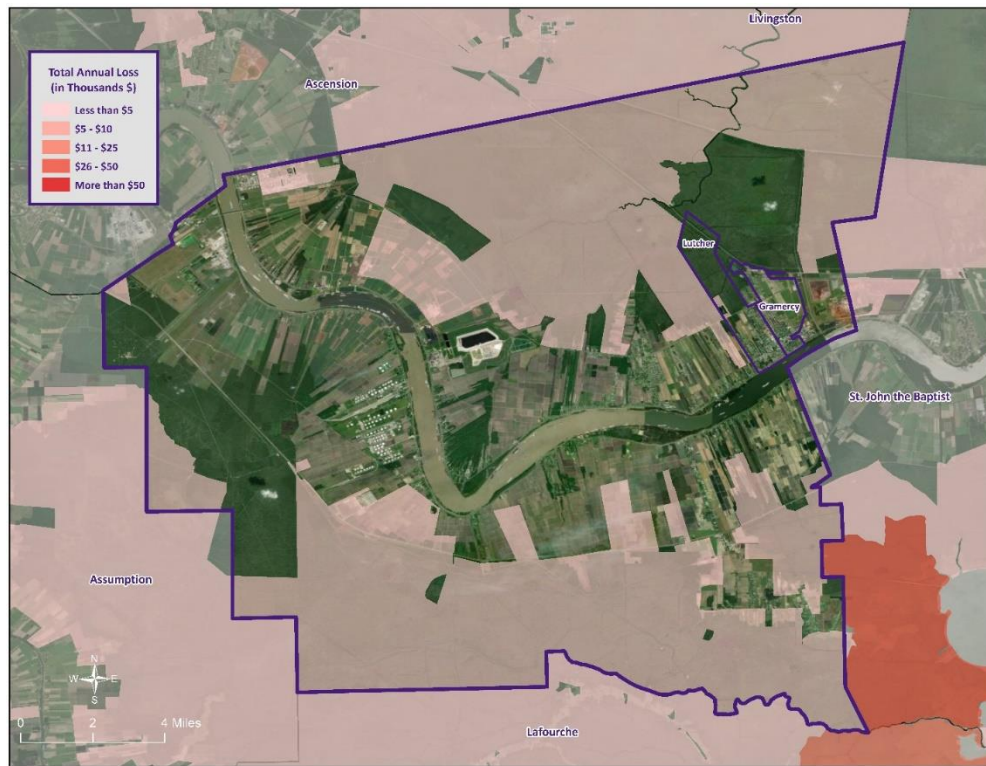 Livingston
Ascension
Total Annual Loss
(in Thousands $)
Less than $5
$5 - $10
$11 - $25
$26 - $50
More than $50
Lutcher
Gramercy
St. John the Baptist
Assumption
N
W E
S
0 2 4 Miles
Lafourche